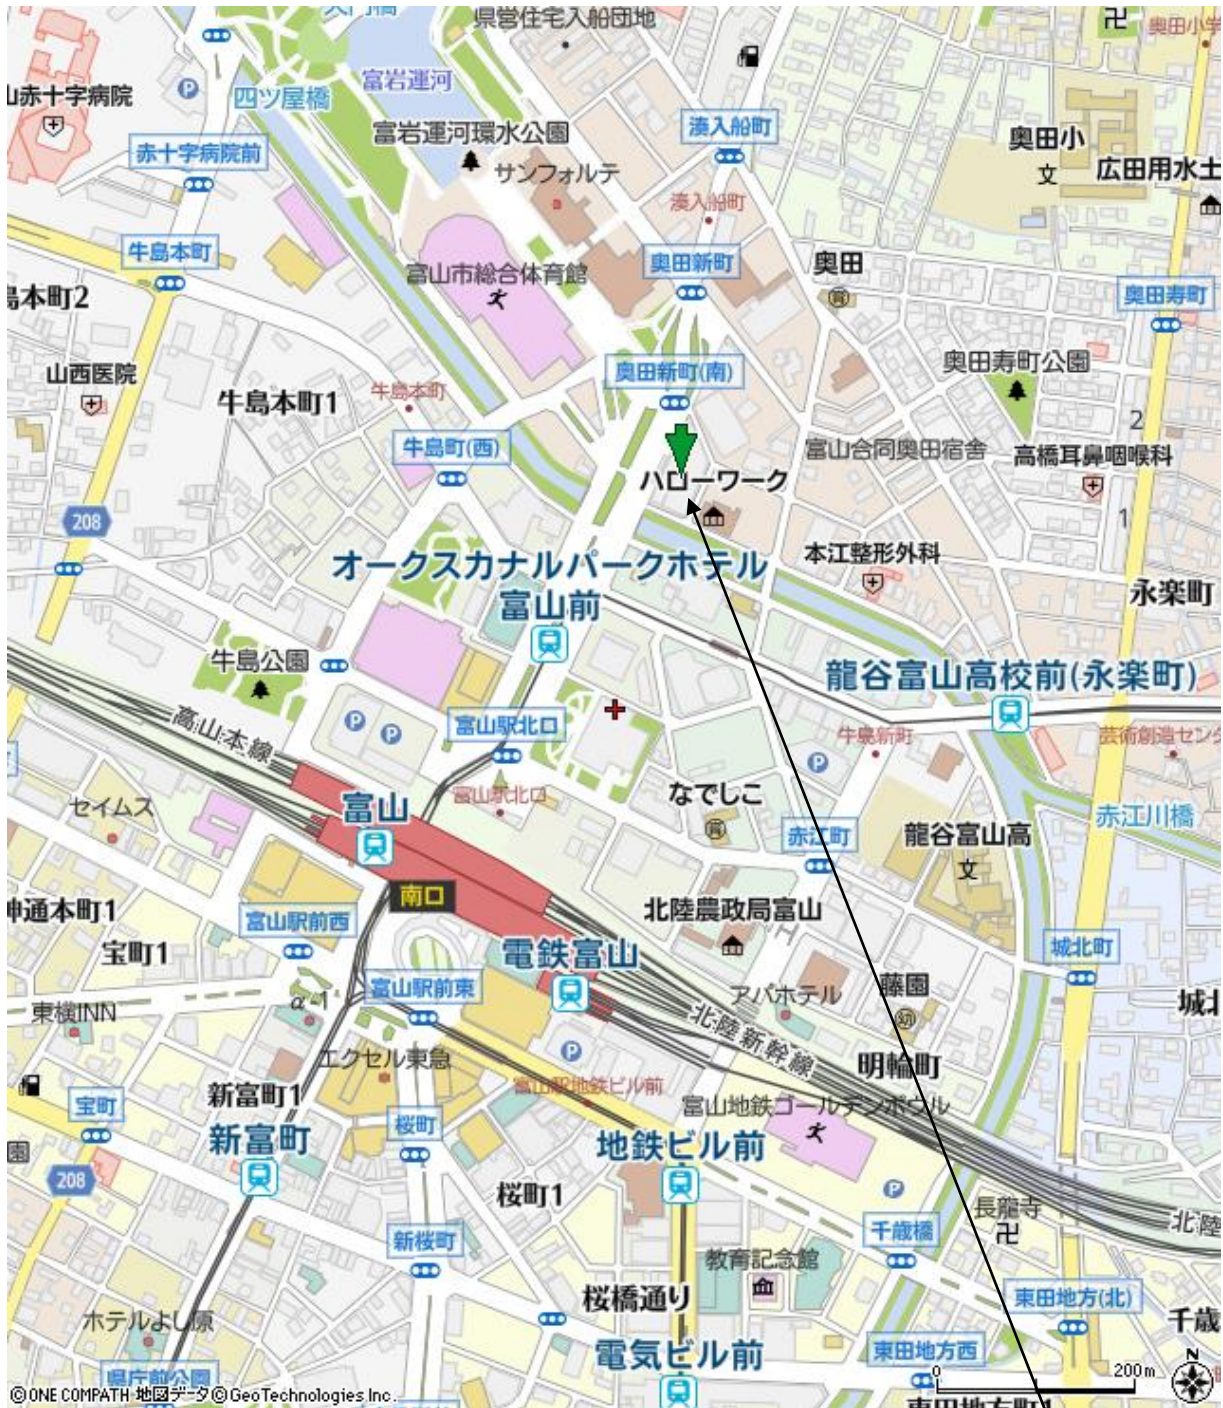 天門橋
県営住宅入船団地
卍
奥田小学
富岩運河
四ツ屋橋
山赤十字病院
P
湊入船町
富岩運河環水公園
赤十字病院前
サンフォルテ
奥田小
文
広田用水土
湊入船町
牛島本町
奥田新町
奥田
富山市総合体育館
島本町2
奥田寿町
奥田新町(南)
奥田寿町公園
山西医院
牛島本町
牛島本町1
2
牛島町(西)
富山合同奥田宿舎
高橋耳鼻咽喉科
ハローワーク
208
1
オークスカナルパークホテル
本江整形外科
富山前
永楽町
牛島公園
龍谷富山高校前(永楽町)
高山本線
P
P
富山駅北口
牛島新町
芸術創造センタ
P
なでしこ
富山駅北口
セイムス
富山
赤江町
赤江川橋
龍谷富山高
文
南口
神通本町1
富山駅前西
北陸農政局富山
宝町1
電鉄富山
城北町
富山駅前東
アパホテル
藤園
α-1
東横INN
北陸新幹線
城北
P
エクセル東急
明輪町
富山駅地鉄ビル前
宝町
新富町1
富山地鉄ゴールデンボウル
桜町
新富町
地鉄ビル前
園
208
桜町1
P
長龍寺
卍
北陸
新桜町
千歳橋
教育記念館
桜橋通り
東田地方(北)
千歳
ホテルよし原
電気ビル前
東田地方西
0
200m
N
県庁前公園
©ONE COMPATH 地図データ©GeoTechnologies Inc.
東田地方町1